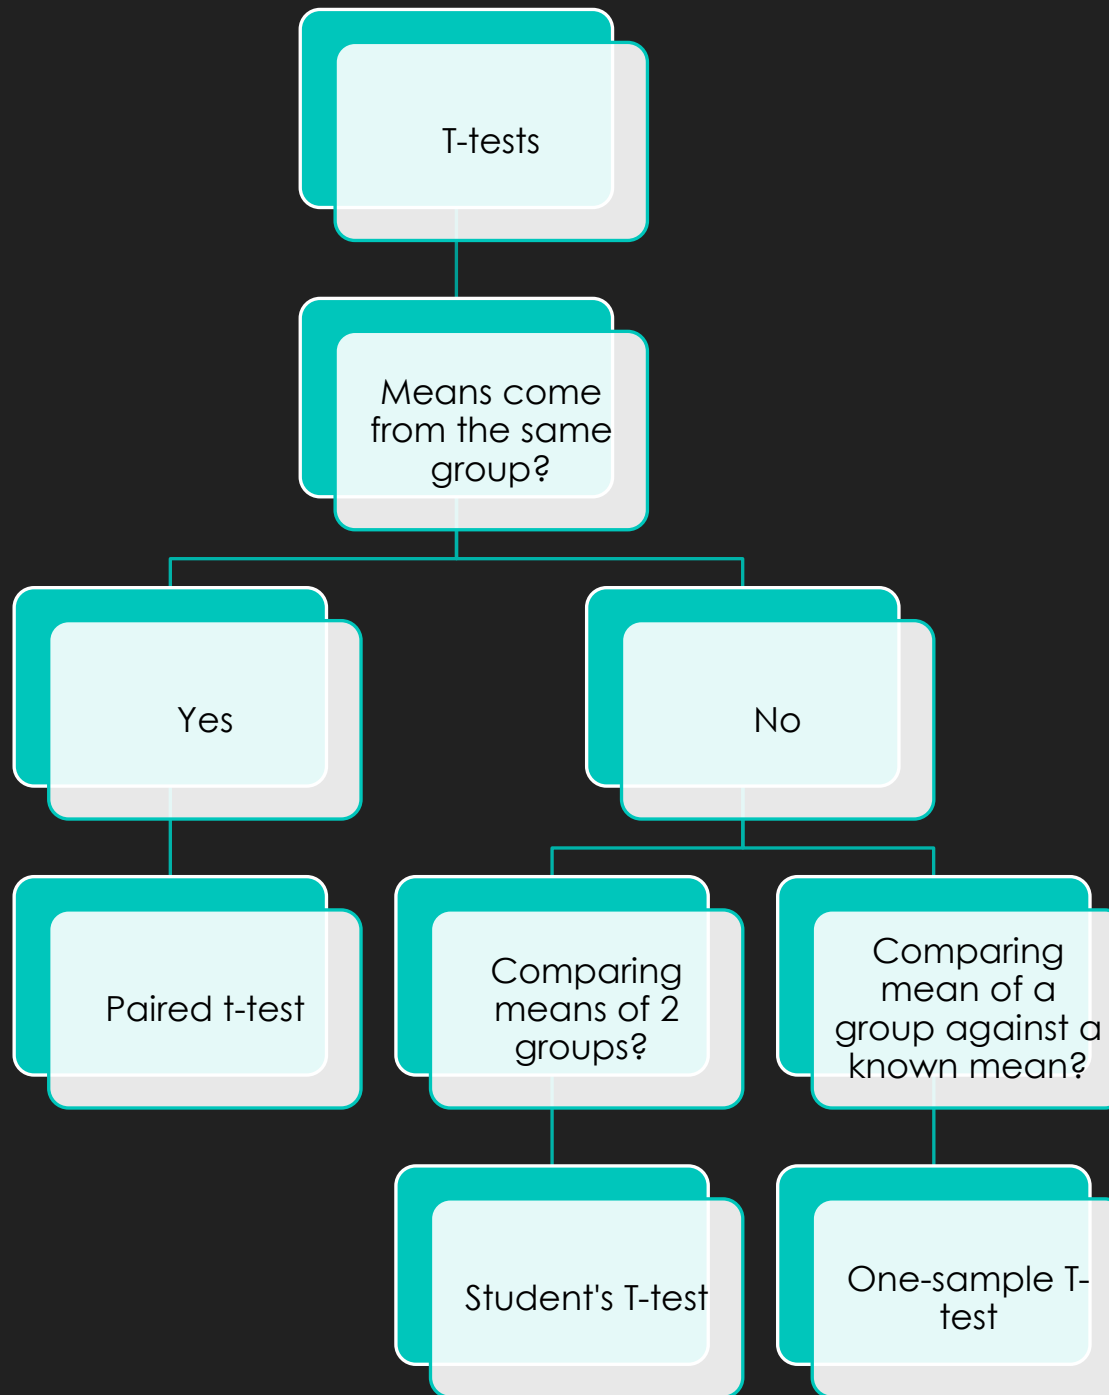 T-tests
Means come
from the same
group?
Yes
No
Paired t-test
Comparing
means of 2
groups?
Comparing
mean of a
group against a
known mean?
Student's T-test
One-sample T-
test